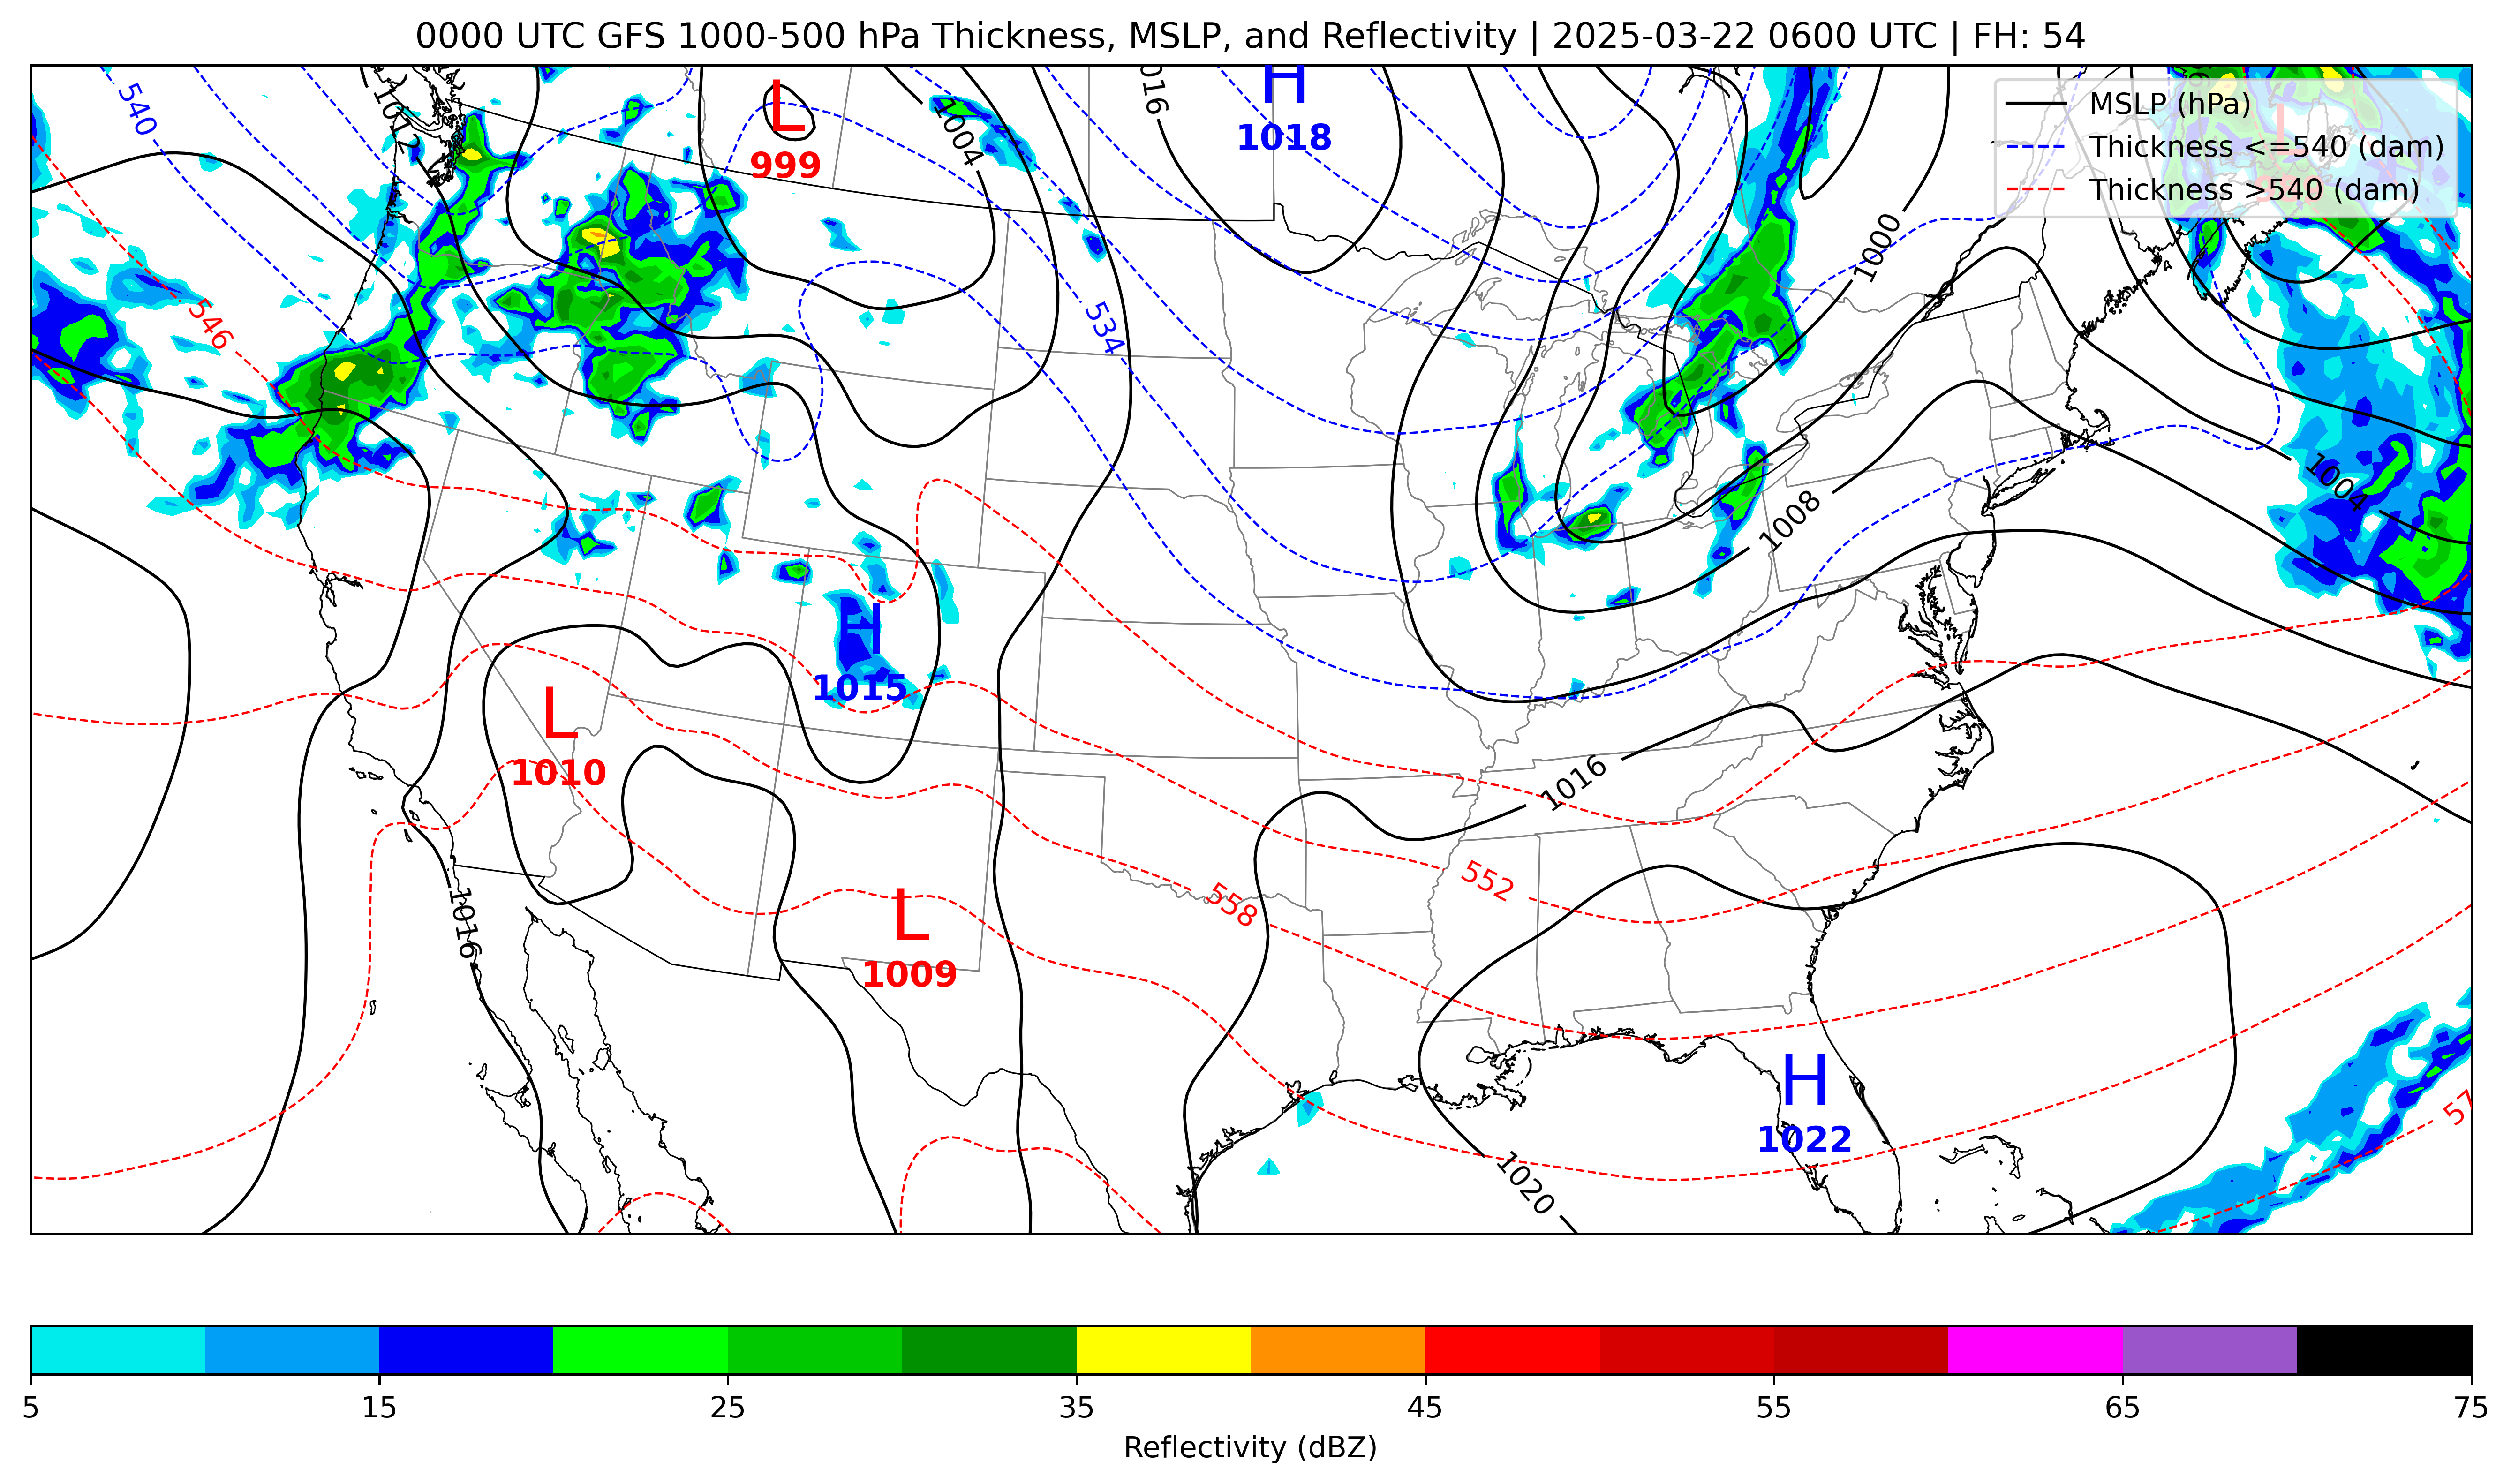 0000 UTC GFS 1000-500 hPa Thickness, MSLP, and Reflectivity | 2025-03-22 0600 UTC | FH: 54
MSLP (hPa)
Thickness <=540 (dam)
Thickness >540 (dam)
540
1012
L
999
1004
1016
H
1018
L
1000
546
534
1004
1008
H
1015
L
1010
1016
552
558
L
1009
1016
H
1022
1020
5
15
25
35
45
55
65
75
Reflectivity (dBZ)